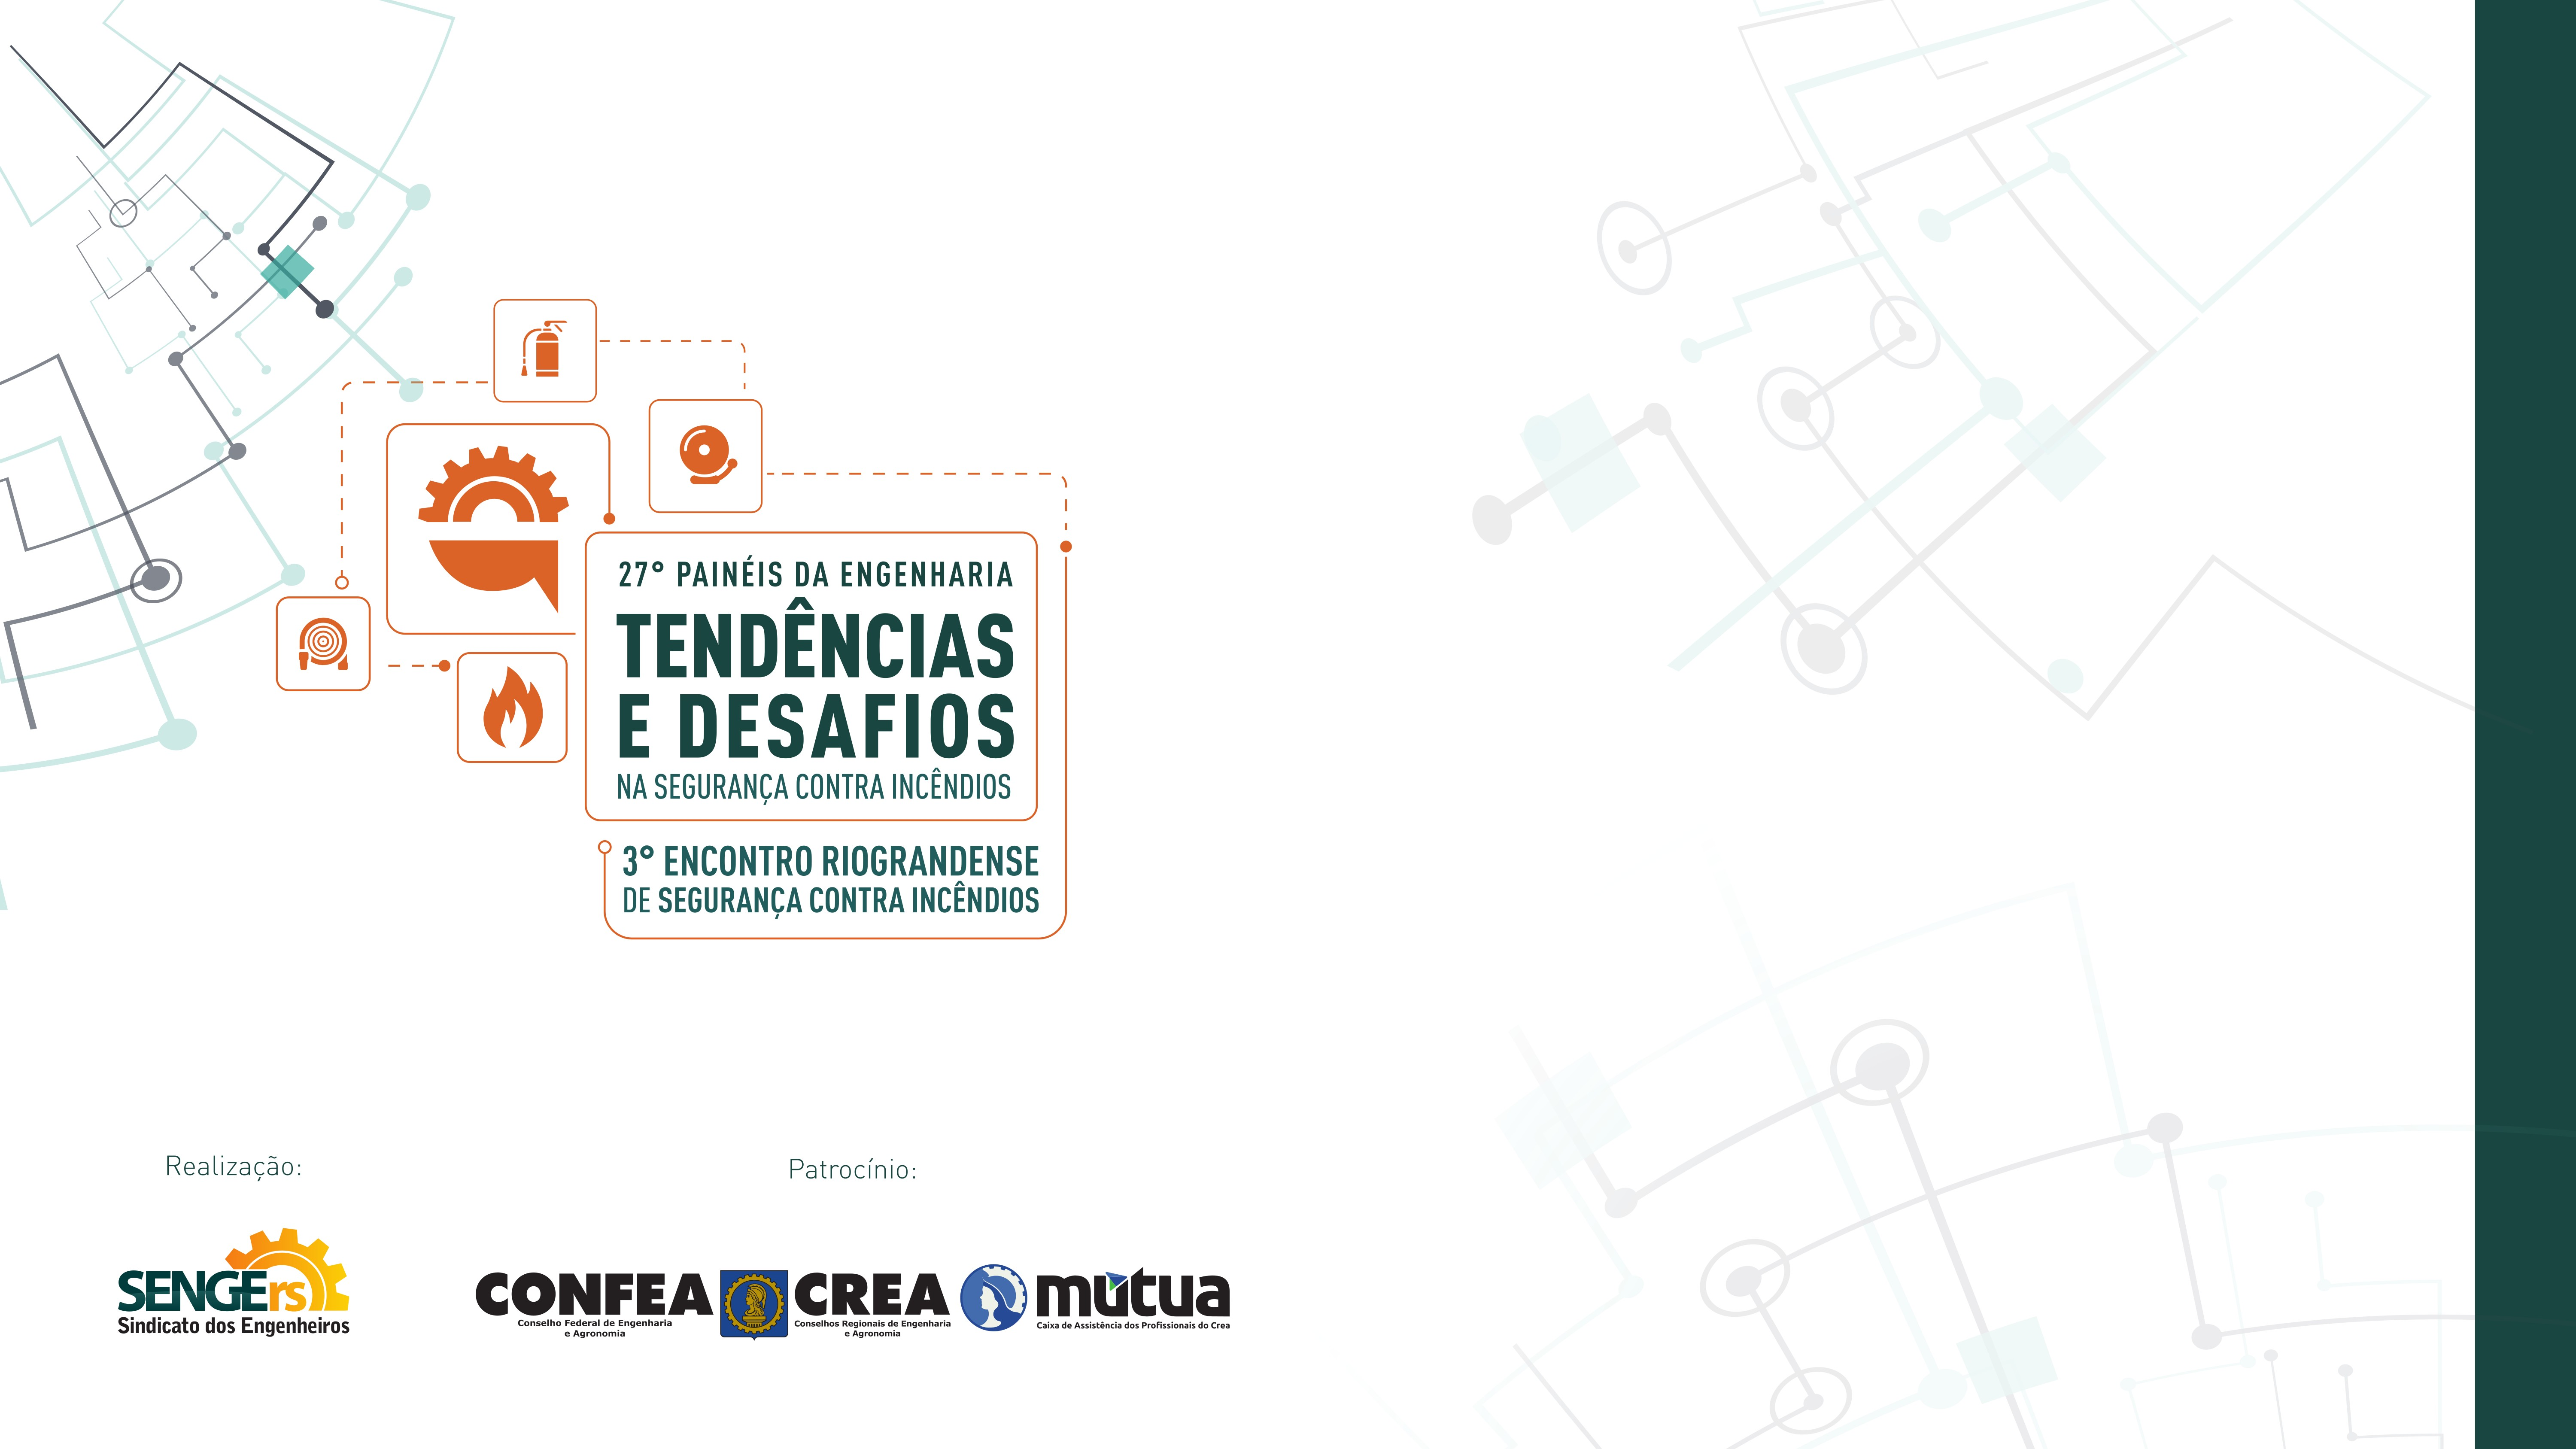 27° PAINÉIS DA ENGENHARIA
TENDÊNCIAS
E DESAFIOS
NA SEGURANÇA CONTRA INCÊNDIOS
3° ENCONTRO RIOGRANDENSE
DE SEGURANÇA CONTRA INCÊNDIOS
Realização:
SENGErs
Sindicato dos Engenheiros
Patrocínio:
CONFEA
Conselho Federal de Engenharia
e Agronomia
CREA
Conselhos Regionais de Engenharia
e Agronomia
mútua
Caixa de Assistência dos Profissionais do Crea